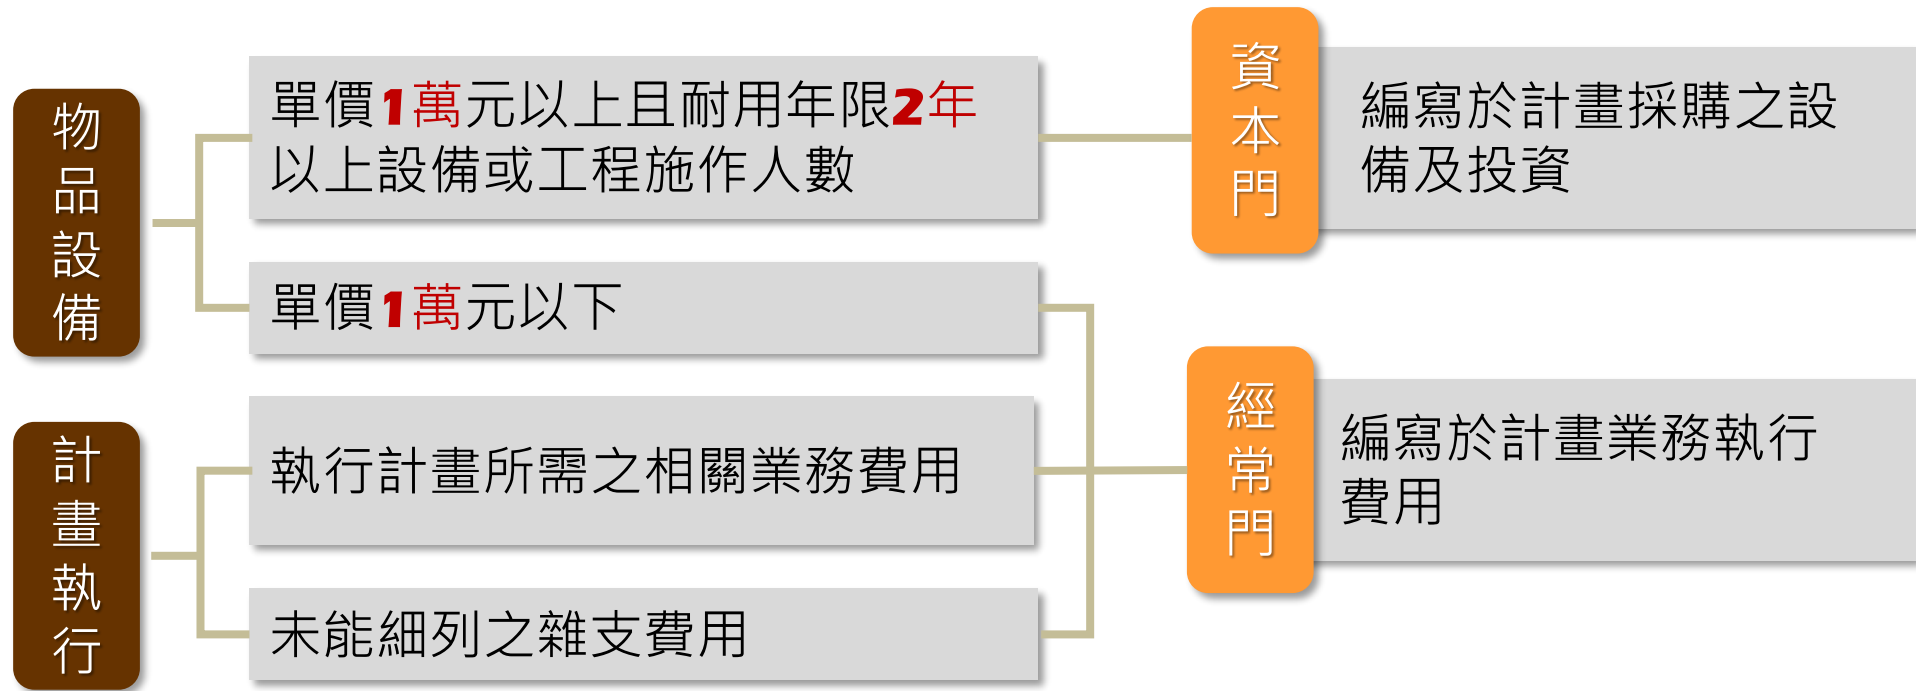 物品設備
單價1萬元以上且耐用年限2年
以上設備或工程施作人數
資本門
編寫於計畫採購之設
備及投資
單價1萬元以下
計畫執行
執行計畫所需之相關業務費用
未能細列之雜支費用
經常門
編寫於計畫業務執行
費用